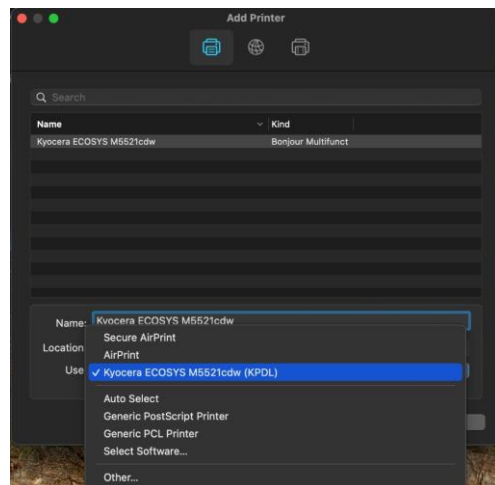 Add Printer
Search
Name Kind
Kyocera ECOSYS M5521cdw Bonjour Multifunct
Name: Kyocera ECOSYS M5521cdw
Secure AirPrint
Location
AirPrint
Use
✓ Kyocera ECOSYS M5521cdw (KPDL)
Auto Select
Generic PostScript Printer
Generic PCL Printer
Select Software...
Other...